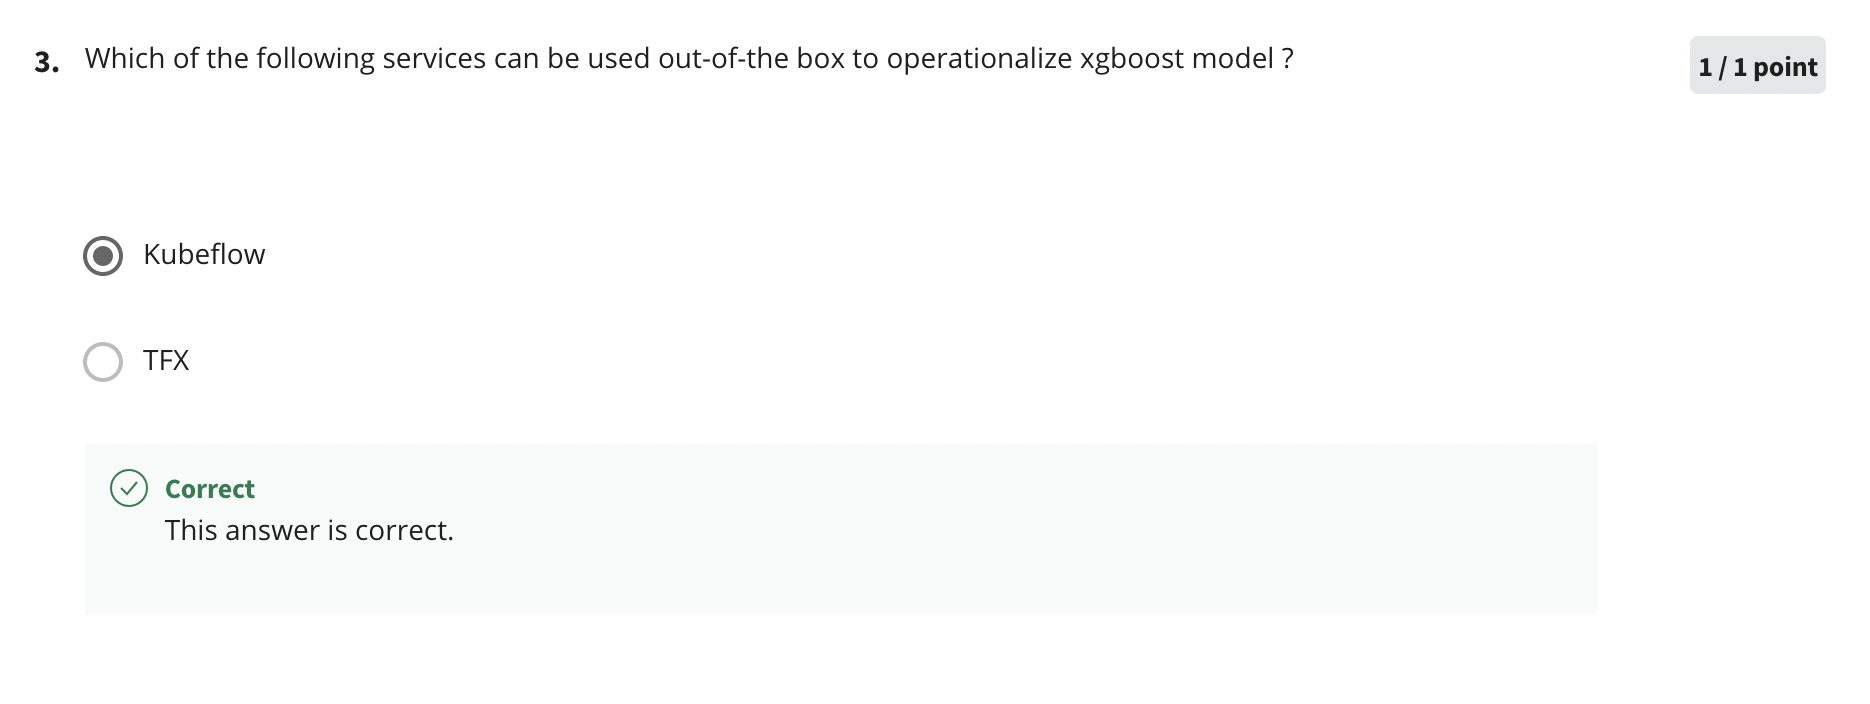 3. Which of the following services can be used out-of-the box to operationalize xgboost model ?
1 / 1 point
Kubeflow
TFX
Correct
This answer is correct.